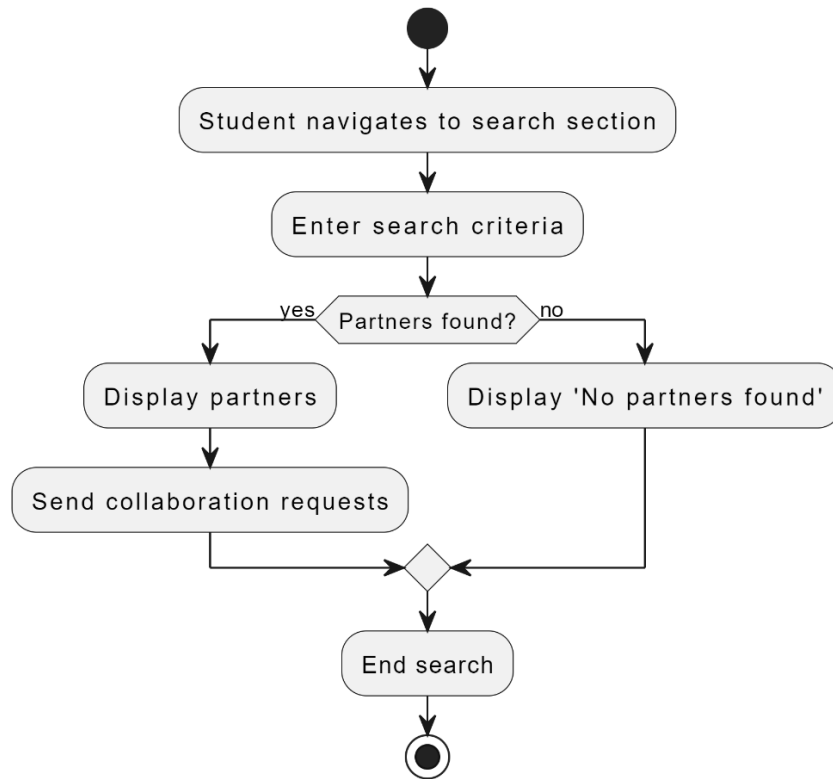 Student navigates to search section
Enter search criteria
yes
Partners found?
no
Display partners
Display 'No partners found'
Send collaboration requests
End search